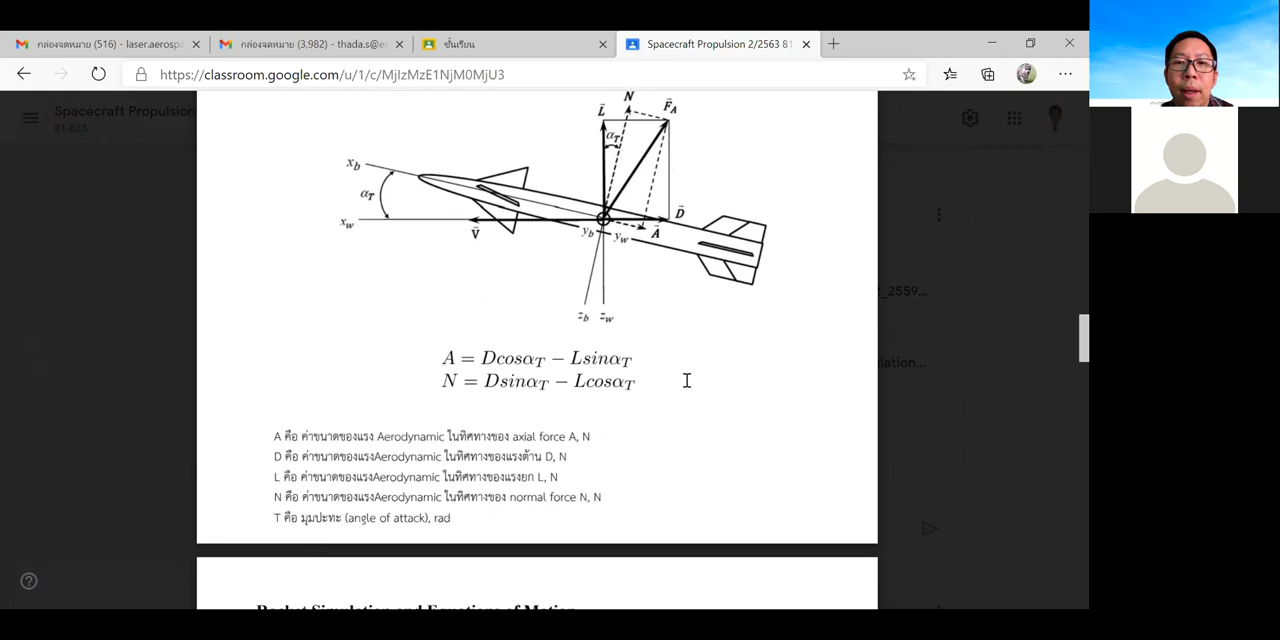 กล่องจดหมาย (516) - laser.aerospa
กล่องจดหมาย (3,982) - thada.s@e
ชั้นเรียน
Spacecraft Propulsion 2/2563 81
https://classroom.google.com/u/1/c/MjIzMzE1NjM0MjU3
Spacecraft Propulsion
81-625
N
L
F_A
α_T
x_b
α_T
D
x_w
V
y_b
y_w
A
z_b
z_w
A = Dcosα_T − Lsinα_T
N = Dsinα_T − Lcosα_T
A คือ ค่าขนาดของแรง Aerodynamic ในทิศทางของ axial force A, N
D คือ ค่าขนาดของแรงAerodynamic ในทิศทางของแรงต้าน D, N
L คือ ค่าขนาดของแรงAerodynamic ในทิศทางของแรงยก L, N
N คือ ค่าขนาดของแรงAerodynamic ในทิศทางของ normal force N, N
T คือ มุมปะทะ (angle of attack), rad
_2559...
lation...
Rocket Simulation and Equations of Motion